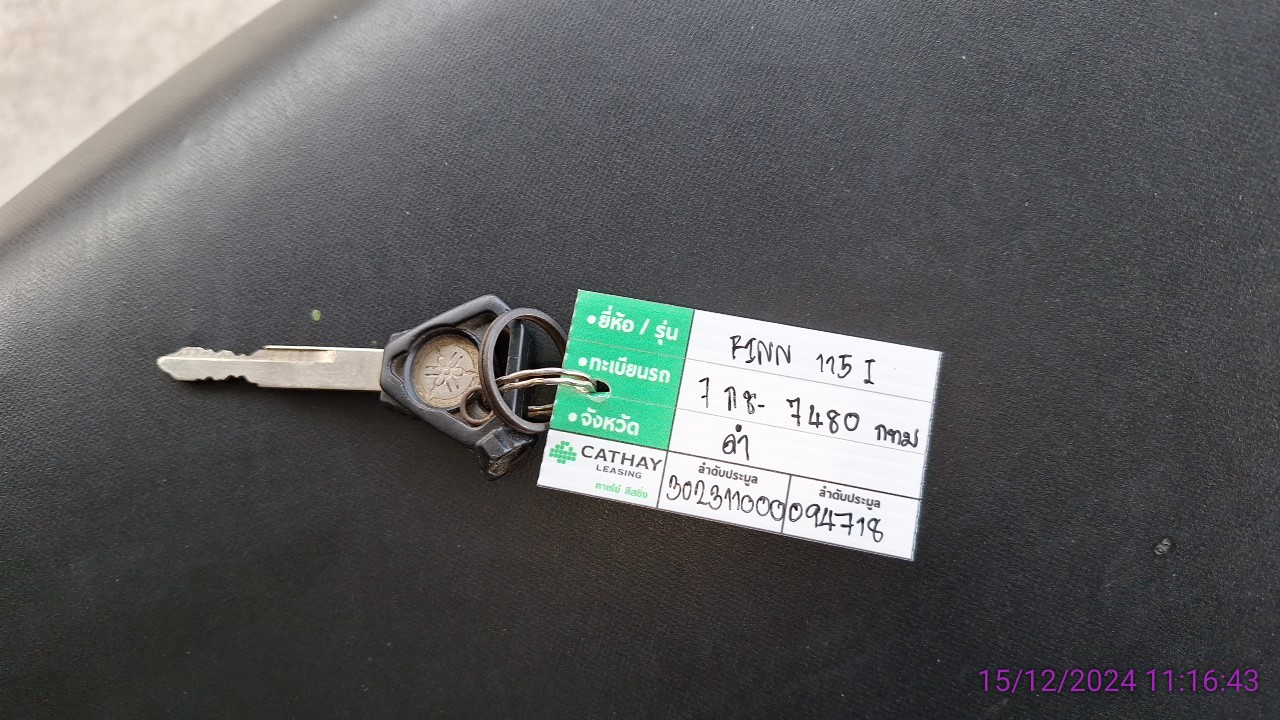 •ยี่ห้อ / รุ่น FINN 115 I
•ทะเบียนรถ 7 กช- 7480 กทม
•จังหวัด ดำ
CATHAY
LEASING
คาเธ่ย์ ลีสซิ่ง
ลำดับประมูล ลำดับประมูล
302311000094718
15/12/2024 11:16:43